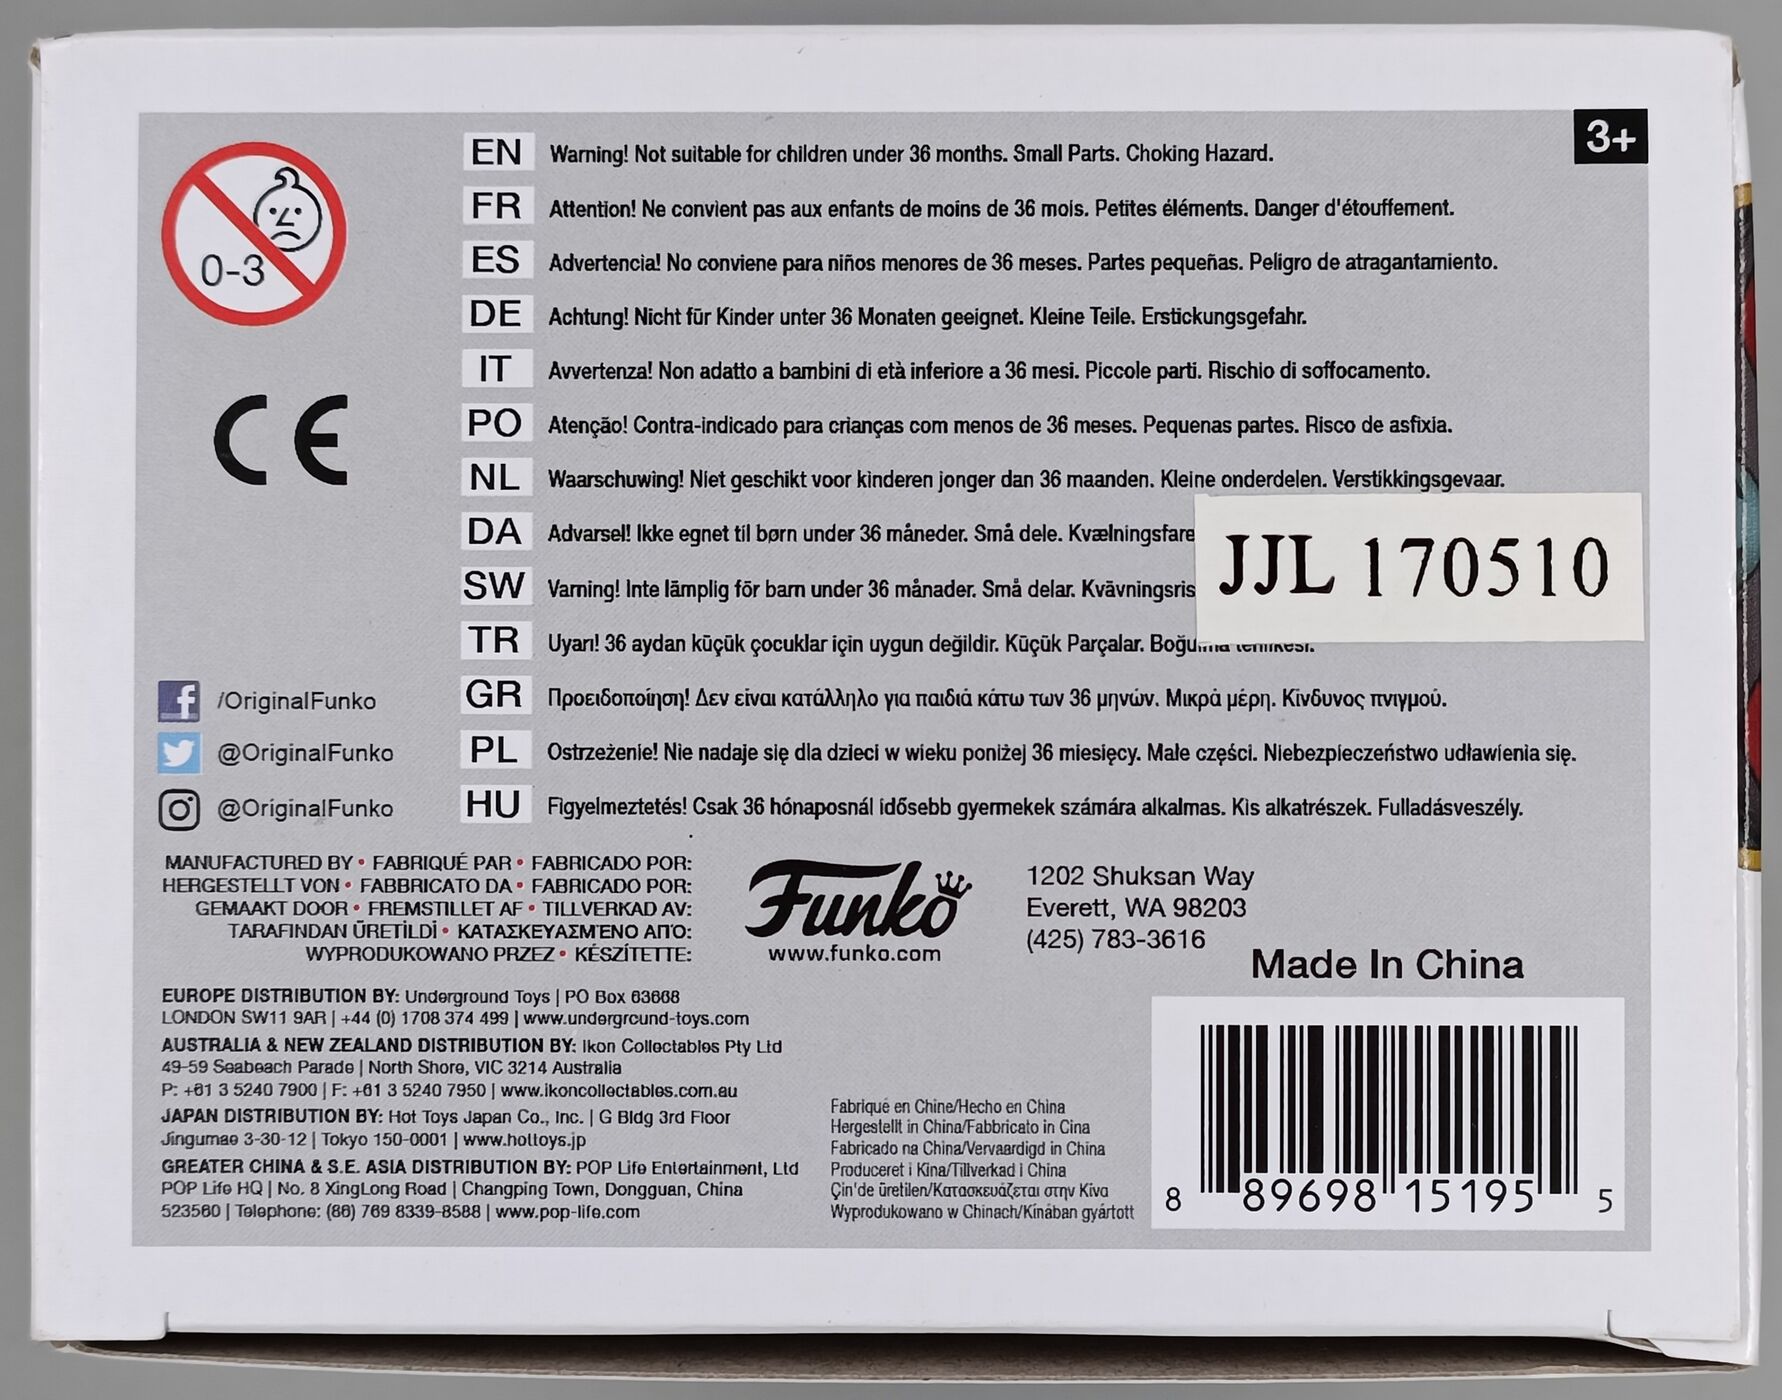 3+
0-3
EN Warning! Not suitable for children under 36 months. Small Parts. Choking Hazard.
FR Attention! Ne convient pas aux enfants de moins de 36 mois. Petites éléments. Danger d'étouffement.
ES Advertencia! No conviene para niños menores de 36 meses. Partes pequeñas. Peligro de atragantamiento.
DE Achtung! Nicht für Kinder unter 36 Monaten geeignet. Kleine Teile. Erstickungsgefahr.
IT Avvertenza! Non adatto a bambini di età inferiore a 36 mesi. Piccole parti. Rischio di soffocamento.
CE
PO Atenção! Contra-indicado para crianças com menos de 36 meses. Pequenas partes. Risco de asfixia.
NL Waarschuwing! Niet geschikt voor kinderen jonger dan 36 maanden. Kleine onderdelen. Verstikkingsgevaar.
DA Advarsel! Ikke egnet til børn under 36 måneder. Små dele. Kvælningsfare
JJL 170510
SW Varning! Inte lämplig för barn under 36 månader. Små delar. Kvävningsris
TR Uyarı! 36 aydan küçük çocuklar için uygun değildir. Küçük Parçalar.
GR Προειδοποίηση! Δεν είναι κατάλληλο για παιδιά κάτω των 36 μηνών. Μικρά μέρη. Κίνδυνος πνιγμού.
PL Ostrzeżenie! Nie nadaje się dla dzieci w wieku poniżej 36 miesięcy. Małe części. Niebezpieczeństwo udławienia się.
HU Figyelmeztetés! Csak 36 hónaposnál idősebb gyermekek számára alkalmas. Kis alkatrészek. Fulladásveszély.
f /OriginalFunko
@OriginalFunko
@OriginalFunko
MANUFACTURED BY • FABRIQUÉ PAR • FABRICADO POR:
HERGESTELLT VON • FABBRICATO DA • FABRICADO POR:
GEMAAKT DOOR • FREMSTILLET AF • TILLVERKAD AV:
TARAFINDAN ÜRETİLDİ • ΚΑΤΑΣΚΕΥΑΣΜΈΝΟ ΑΠΌ:
WYPRODUKOWANO PRZEZ • KÉSZÍTETTE:
Funko
www.funko.com
1202 Shuksan Way
Everett, WA 98203
(425) 783-3616
Made In China
EUROPE DISTRIBUTION BY: Underground Toys | PO Box 63668
LONDON SW11 9AR | +44 (0) 1708 374 499 | www.underground-toys.com
AUSTRALIA & NEW ZEALAND DISTRIBUTION BY: Ikon Collectables Pty Ltd
49-59 Seabeach Parade | North Shore, VIC 3214 Australia
P: +61 3 5240 7900 | F: +61 3 5240 7950 | www.ikoncollectables.com.au
JAPAN DISTRIBUTION BY: Hot Toys Japan Co., Inc. | G Bldg 3rd Floor
Jingumae 3-30-12 | Tokyo 150-0001 | www.hottoys.jp
GREATER CHINA & S.E. ASIA DISTRIBUTION BY: POP Life Entertainment, Ltd
POP Life HQ | No. 8 XingLong Road | Changping Town, Dongguan, China
523560 | Telephone: (86) 769 8339-8588 | www.pop-life.com
Fabriqué en Chine/Hecho en China
Hergestellt in China/Fabbricato in Cina
Fabricado na China/Vervaardigd in China
Produceret i Kina/Tillverkad i China
Çin'de üretilen/Κατασκευάζεται στην Κίνα
Wyprodukowano w Chinach/Kínában gyártott
8 89698 15195 5